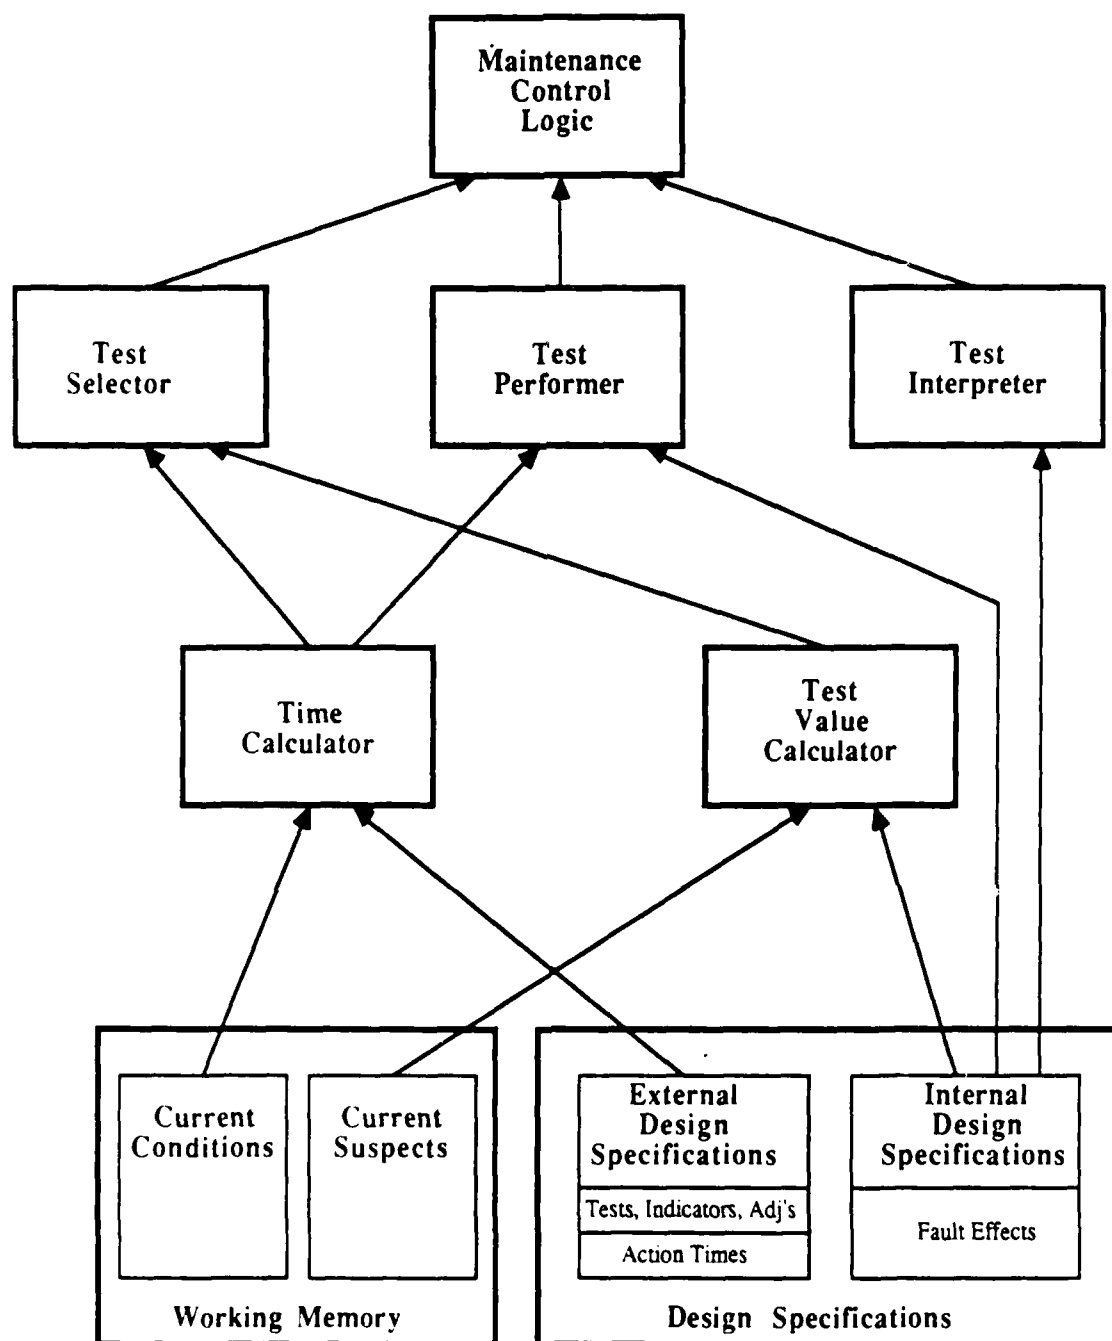 Maintenance
Control
Logic
Test
Selector
Test
Performer
Test
Interpreter
Time
Calculator
Test
Value
Calculator
Current
Conditions
Current
Suspects
External
Design
Specifications
Tests, Indicators, Adj's
Action Times
Internal
Design
Specifications
Fault Effects
Working Memory
Design Specifications